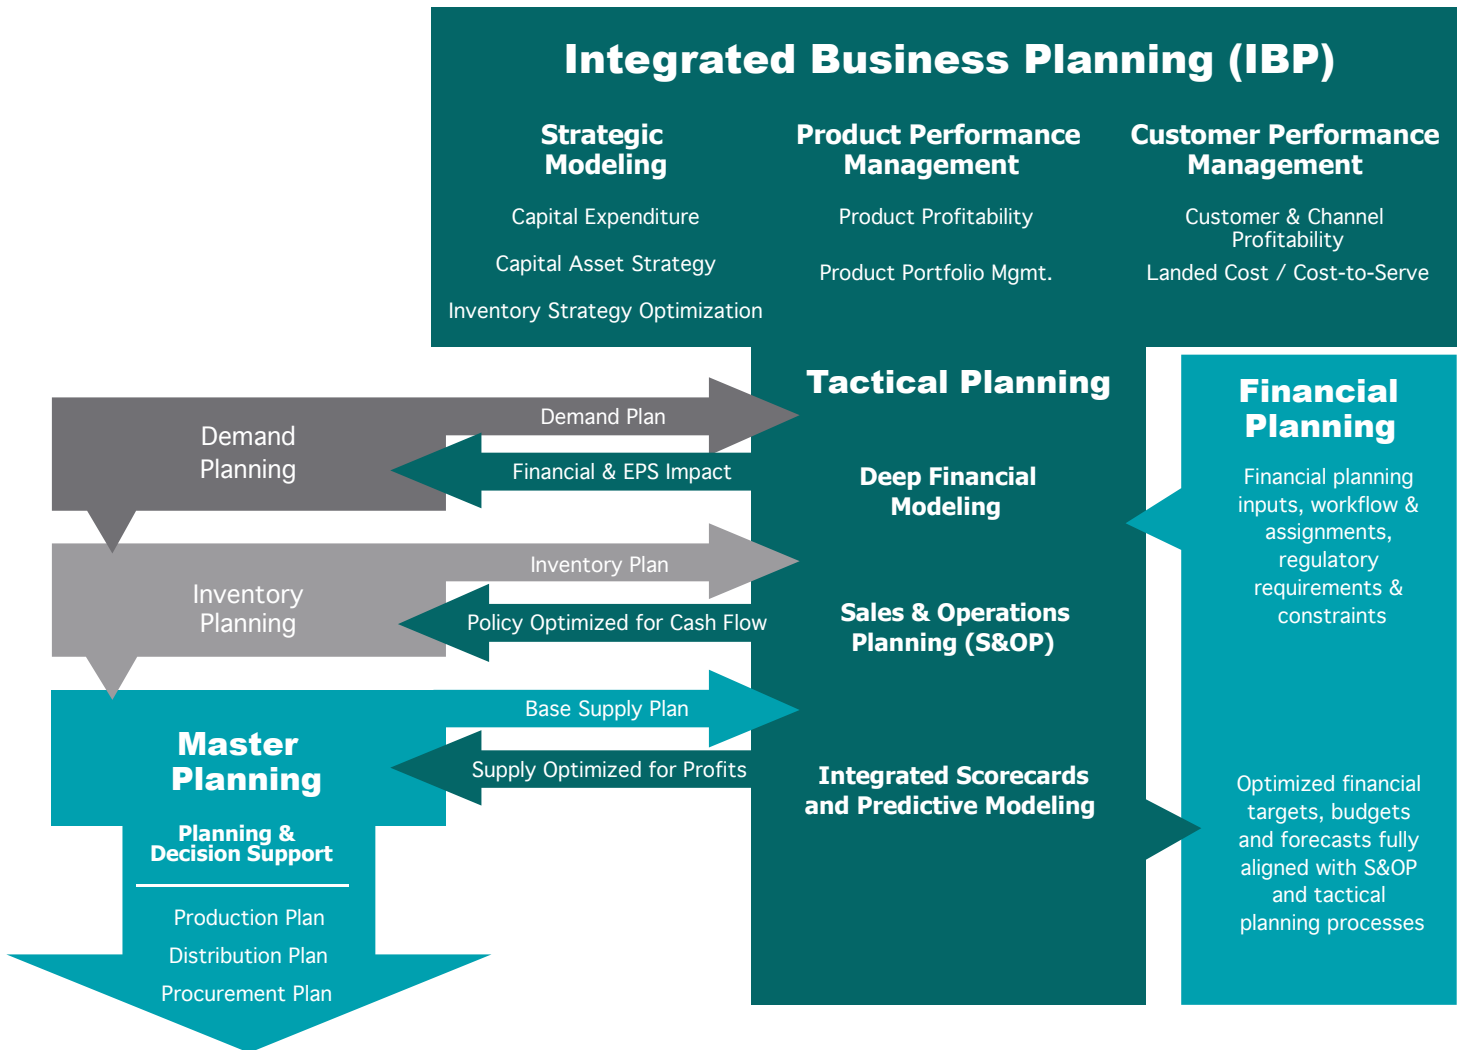 Integrated Business Planning (IBP)
Strategic
Modeling
Capital Expenditure
Capital Asset Strategy
Inventory Strategy Optimization
Product Performance
Management
Product Profitability
Product Portfolio Mgmt.
Customer Performance
Management
Customer & Channel
Profitability
Landed Cost / Cost-to-Serve
Demand
Planning
Demand Plan
Financial & EPS Impact
Inventory
Planning
Inventory Plan
Policy Optimized for Cash Flow
Master
Planning
Base Supply Plan
Supply Optimized for Profits
Planning &
Decision Support
Production Plan
Distribution Plan
Procurement Plan
Tactical Planning
Deep Financial
Modeling
Sales & Operations
Planning (S&OP)
Integrated Scorecards
and Predictive Modeling
Financial
Planning
Financial planning
inputs, workflow &
assignments,
regulatory
requirements &
constraints
Optimized financial
targets, budgets
and forecasts fully
aligned with S&OP
and tactical
planning processes